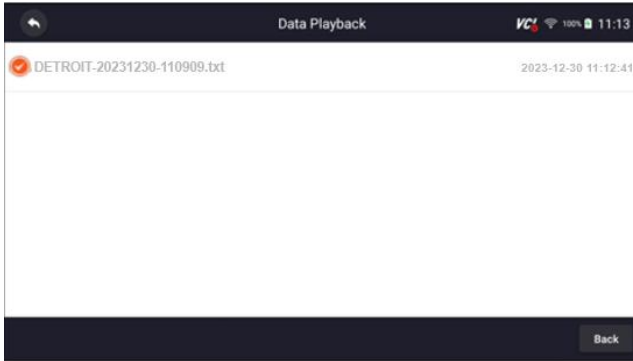 Data Playback
VCI 100% 11:13
DETROIT-20231230-110909.txt
2023-12-30 11:12:41
Back